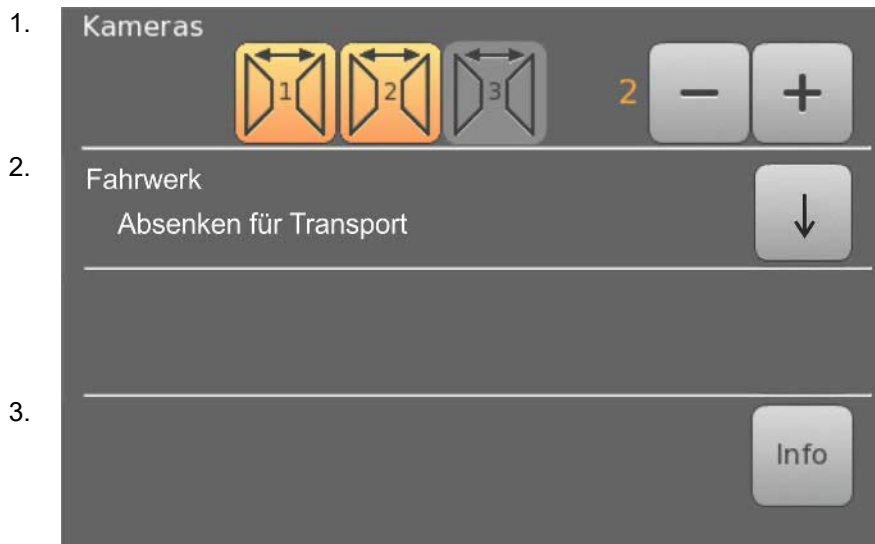 1.
Kameras
1 2 3 2 − +
2.
Fahrwerk
Absenken für Transport ↓
3.
Info